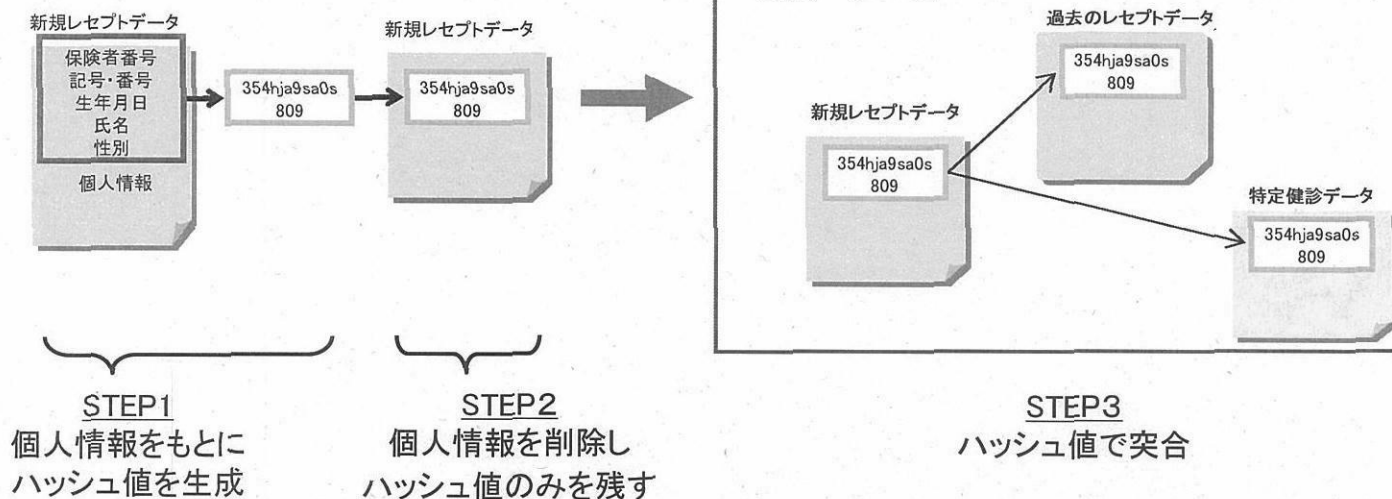 新規レセプトデータ
保険者番号
記号・番号
生年月日
氏名
性別
個人情報
354hja9sa0s
809
新規レセプトデータ
354hja9sa0s
809
過去のレセプトデータ
354hja9sa0s
809
新規レセプトデータ
354hja9sa0s
809
特定健診データ
354hja9sa0s
809
STEP1
個人情報をもとに
ハッシュ値を生成
STEP2
個人情報を削除し
ハッシュ値のみを残す
STEP3
ハッシュ値で突合